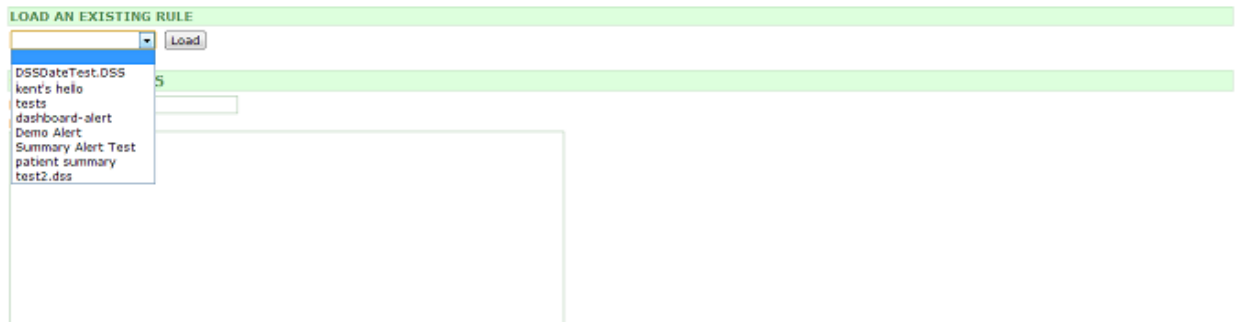 LOAD AN EXISTING RULE
Load
DSSDateTest.DSS
kent's hello
tests
dashboard-alert
Demo Alert
Summary Alert Test
patient summary
test2.dss